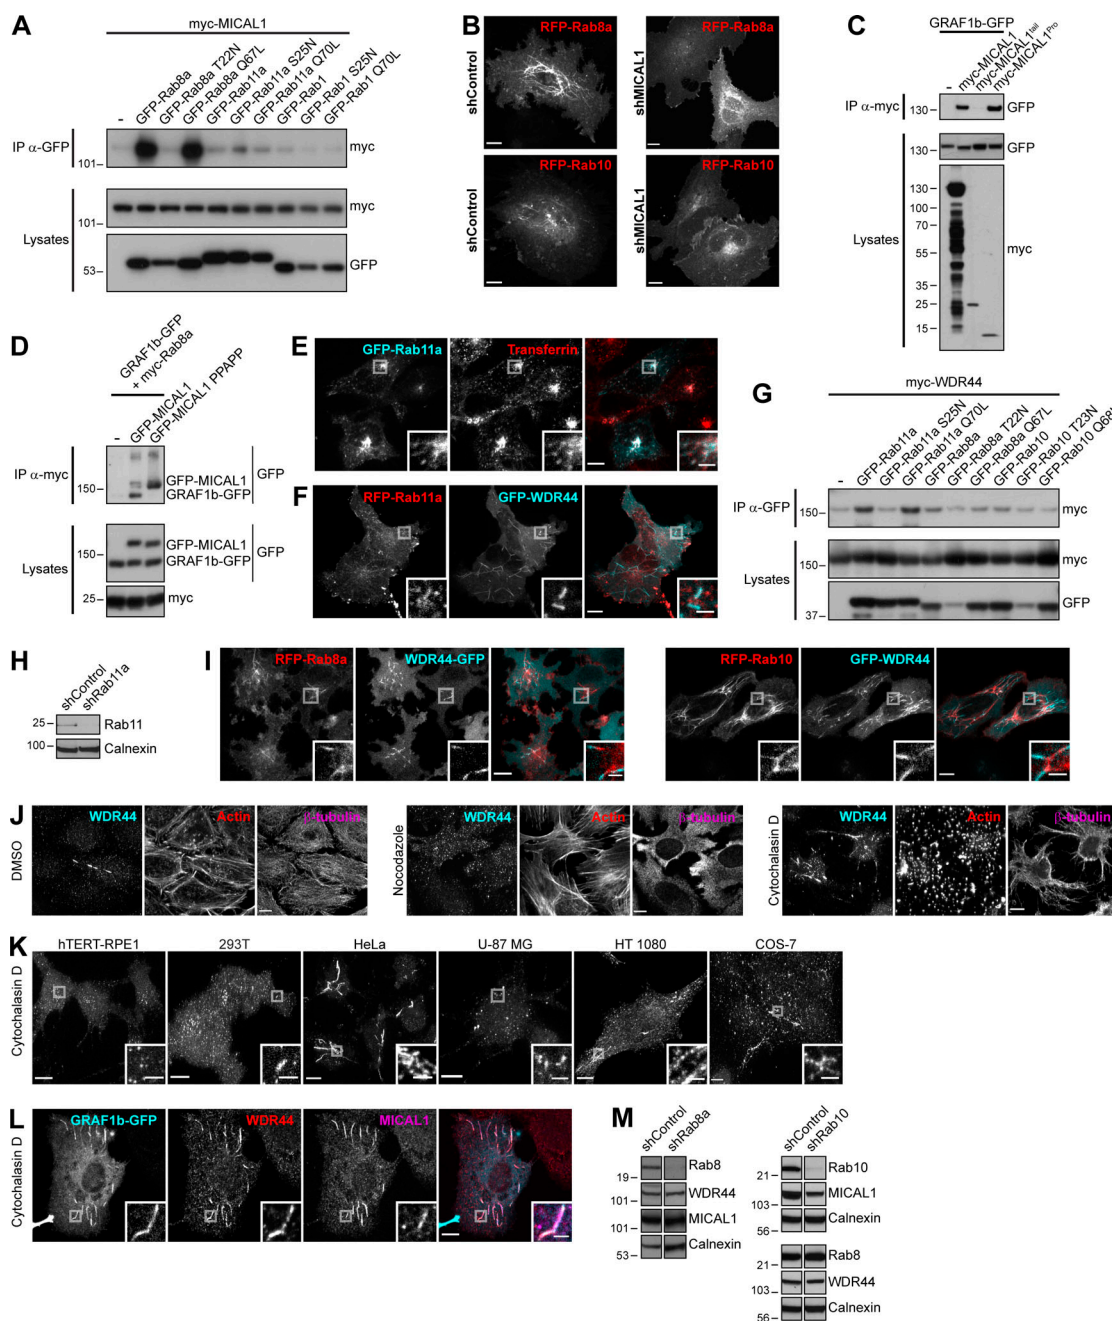 A
myc-MICAL1
-
GFP-Rab8a
GFP-Rab8a T22N
GFP-Rab8a Q67L
GFP-Rab11a
GFP-Rab11a S25N
GFP-Rab11a Q70L
GFP-Rab1
GFP-Rab1 S25N
GFP-Rab1 Q70L
IP α-GFP
101
myc
Lysates
101
myc
53
GFP
B
RFP-Rab8a
RFP-Rab8a
shControl
shMICAL1
RFP-Rab10
RFP-Rab10
shControl
shMICAL1
C
GRAF1b-GFP
-
myc-MICAL1
myc-MICAL1tail
myc-MICAL1Pro
IP α-myc
130
GFP
130
GFP
Lysates
130
100
70
55
35
25
15
myc
D
GRAF1b-GFP
+ myc-Rab8a
-
GFP-MICAL1
GFP-MICAL1 PPAPP
IP α-myc
150
GFP-MICAL1
GRAF1b-GFP
GFP
Lysates
150
GFP-MICAL1
GRAF1b-GFP
GFP
25
myc
E
GFP-Rab11a
Transferrin
F
RFP-Rab11a
GFP-WDR44
G
myc-WDR44
-
GFP-Rab11a
GFP-Rab11a S25N
GFP-Rab11a Q70L
GFP-Rab8a
GFP-Rab8a T22N
GFP-Rab8a Q67L
GFP-Rab10
GFP-Rab10 T23N
GFP-Rab10 Q68L
IP α-GFP
150
myc
Lysates
150
myc
37
GFP
H
shControl
shRab11a
25
Rab11
100
Calnexin
I
RFP-Rab8a
WDR44-GFP
RFP-Rab10
GFP-WDR44
J
DMSO
WDR44
Actin
β-tubulin
Nocodazole
WDR44
Actin
β-tubulin
Cytochalasin D
WDR44
Actin
β-tubulin
K
hTERT-RPE1
293T
HeLa
U-87 MG
HT 1080
COS-7
Cytochalasin D
L
GRAF1b-GFP
WDR44
MICAL1
Cytochalasin D
M
shControl
shRab8a
19
Rab8
101
WDR44
101
MICAL1
53
Calnexin
shControl
shRab10
21
Rab10
103
MICAL1
56
Calnexin
21
Rab8
103
WDR44
56
Calnexin